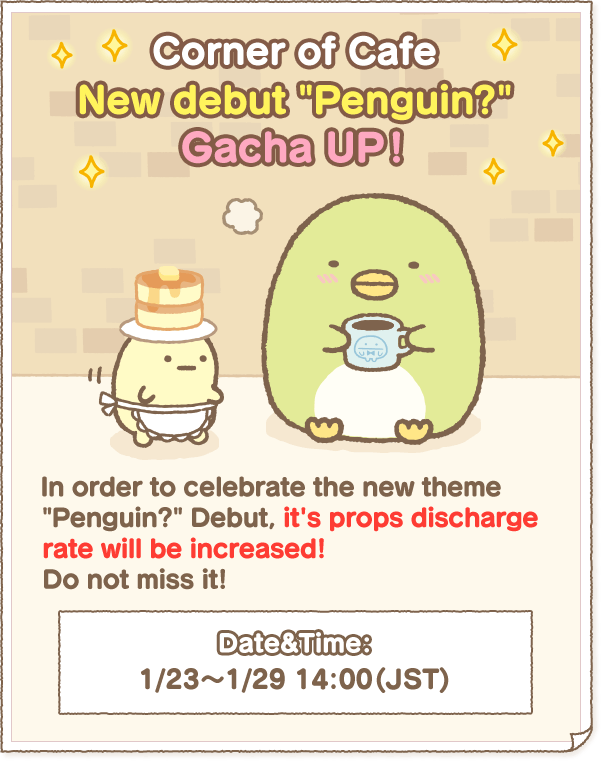 Corner of Cafe
New debut "Penguin?"
Gacha UP!
In order to celebrate the new theme
"Penguin?" Debut, it's props discharge
rate will be increased!
Do not miss it!
Date&Time:
1/23～1/29 14:00(JST)